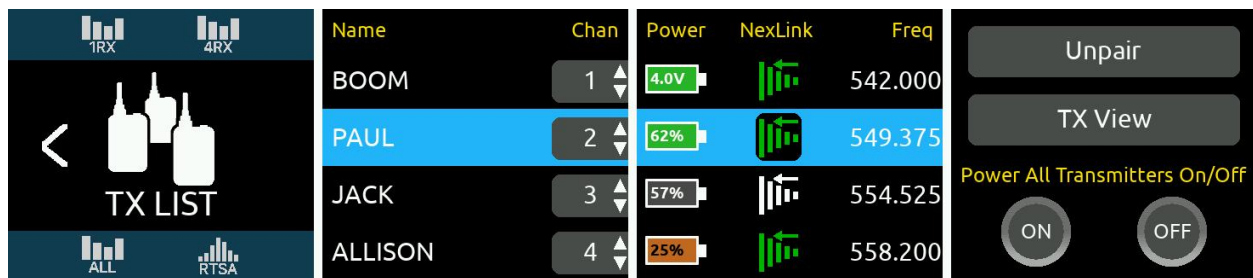 1RX 4RX
TX LIST
ALL RTSA
Name Chan Power NexLink Freq
BOOM 1 4.0V 542.000
PAUL 2 62% 549.375
JACK 3 57% 554.525
ALLISON 4 25% 558.200
Unpair
TX View
Power All Transmitters On/Off
ON OFF